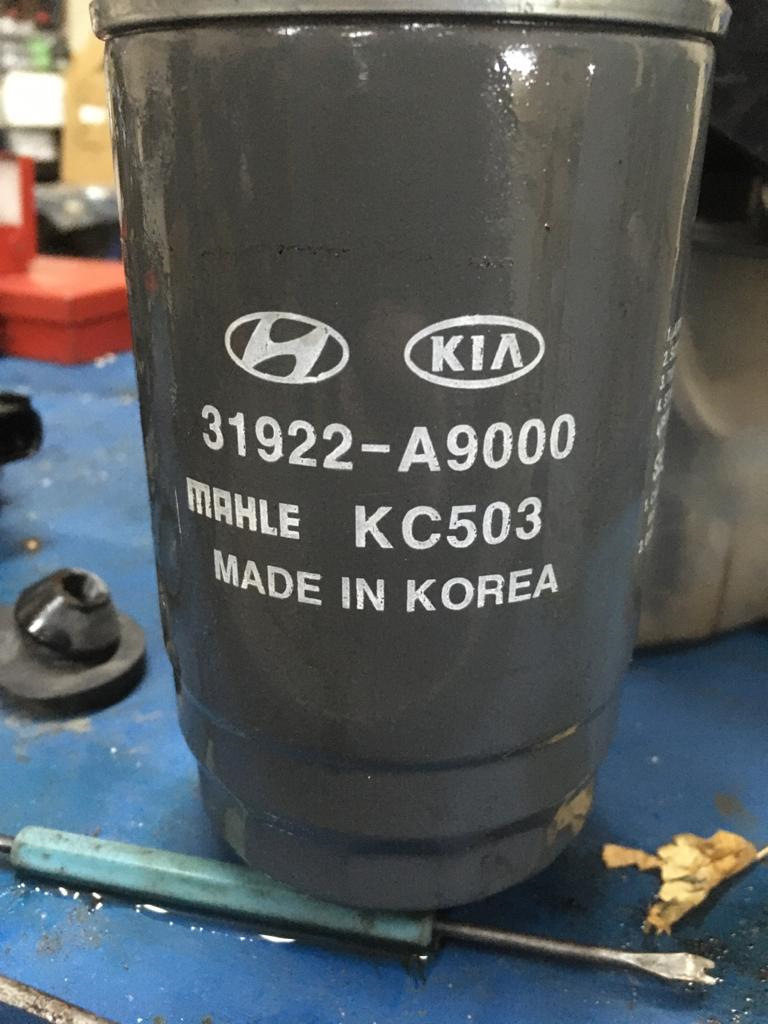 KIA
31922-A9000
MAHLE KC503
MADE IN KOREA